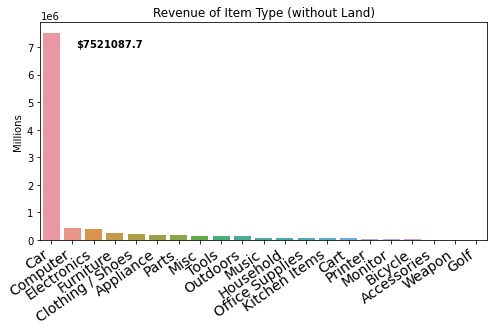 Revenue of Item Type (without Land)
1e6
$7521087.7
7
6
5
4
3
2
1
0
Millions
Car
Computer
Electronics
Furniture
Clothing / Shoes
Appliance
Parts
Misc
Tools
Outdoors
Music
Household
Office Supplies
Kitchen Items
Cart
Printer
Monitor
Bicycle
Accessories
Weapon
Golf